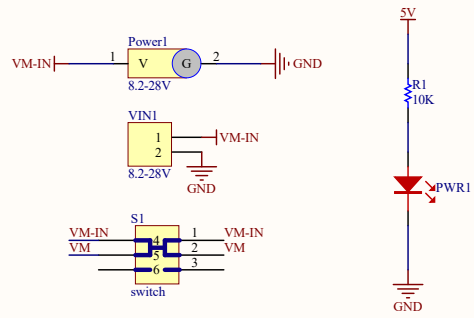 5V
Power1
VM-IN 1 V G 2 GND
8.2-28V
R1
10K
VIN1
1 VM-IN
2
8.2-28V
GND
PWR1
S1
VM-IN 4 1 VM-IN
VM 5 2 VM
6 3
switch
GND